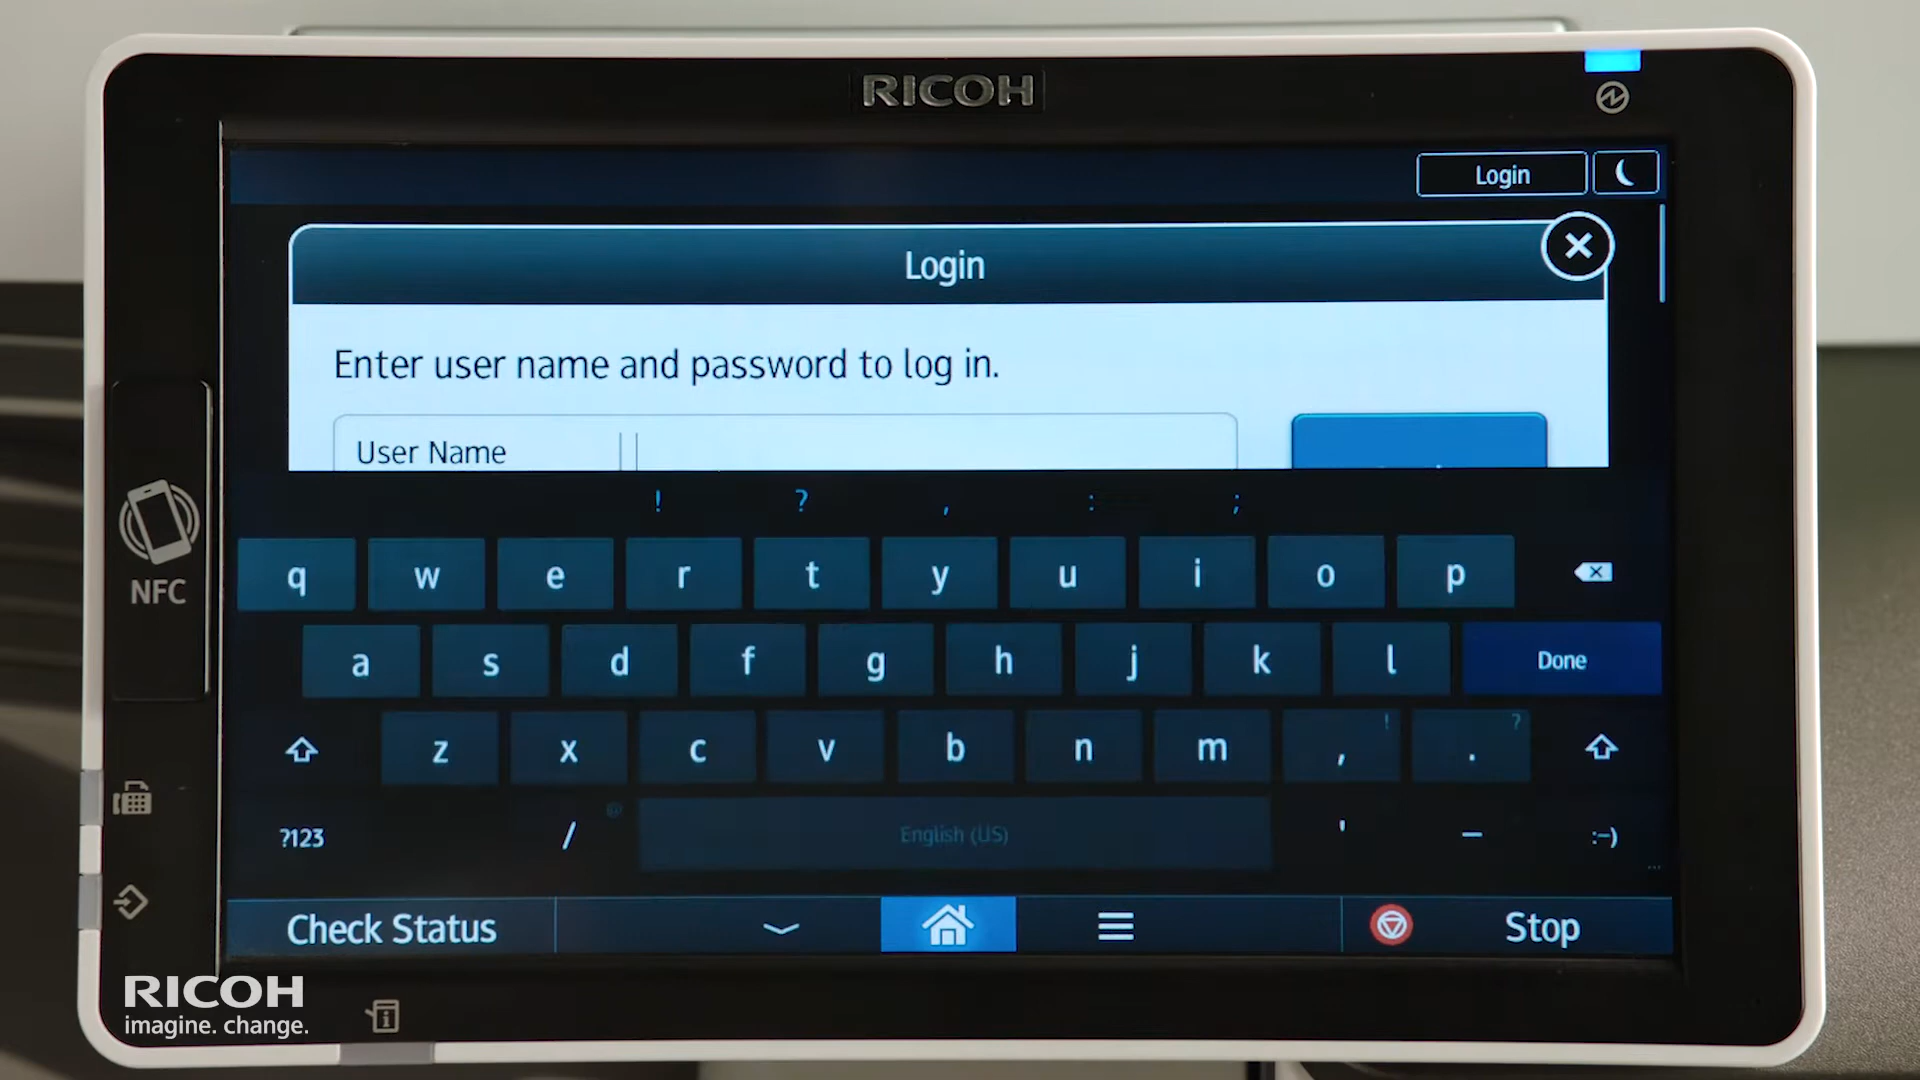 RICOH
Login
Login
Enter user name and password to log in.
User Name
! ? , : ;
q w e r t y u i o p
NFC
a s d f g h j k l Done
z x c v b n m , ! . ?
?123 / @ English (US) ' – :-)
...
Check Status Stop
RICOH
imagine. change.